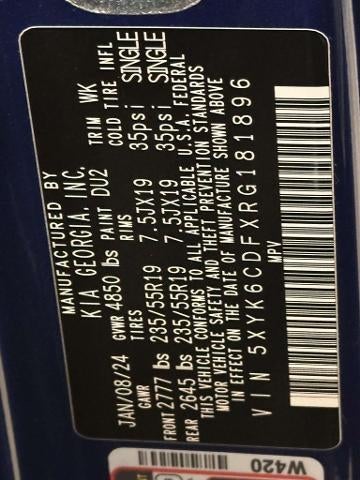 MANUFACTURED BY
KIA GEORGIA, INC.
JAN/08/24 GVWR 4850 lbs PAINT DU2 TRIM WK
GAWR TIRES RIMS COLD TIRE INFL
FRONT 2777 lbs 235/55R19 7.5JX19 35psi SINGLE
REAR 2645 lbs 235/55R19 7.5JX19 35psi SINGLE
THIS VEHICLE CONFORMS TO ALL APPLICABLE U.S.A. FEDERAL
MOTOR VEHICLE SAFETY AND THEFT PREVENTION STANDARDS
IN EFFECT ON THE DATE OF MANUFACTURE SHOWN ABOVE
VIN 5XYK6CDFXRG181896
MPV
W420